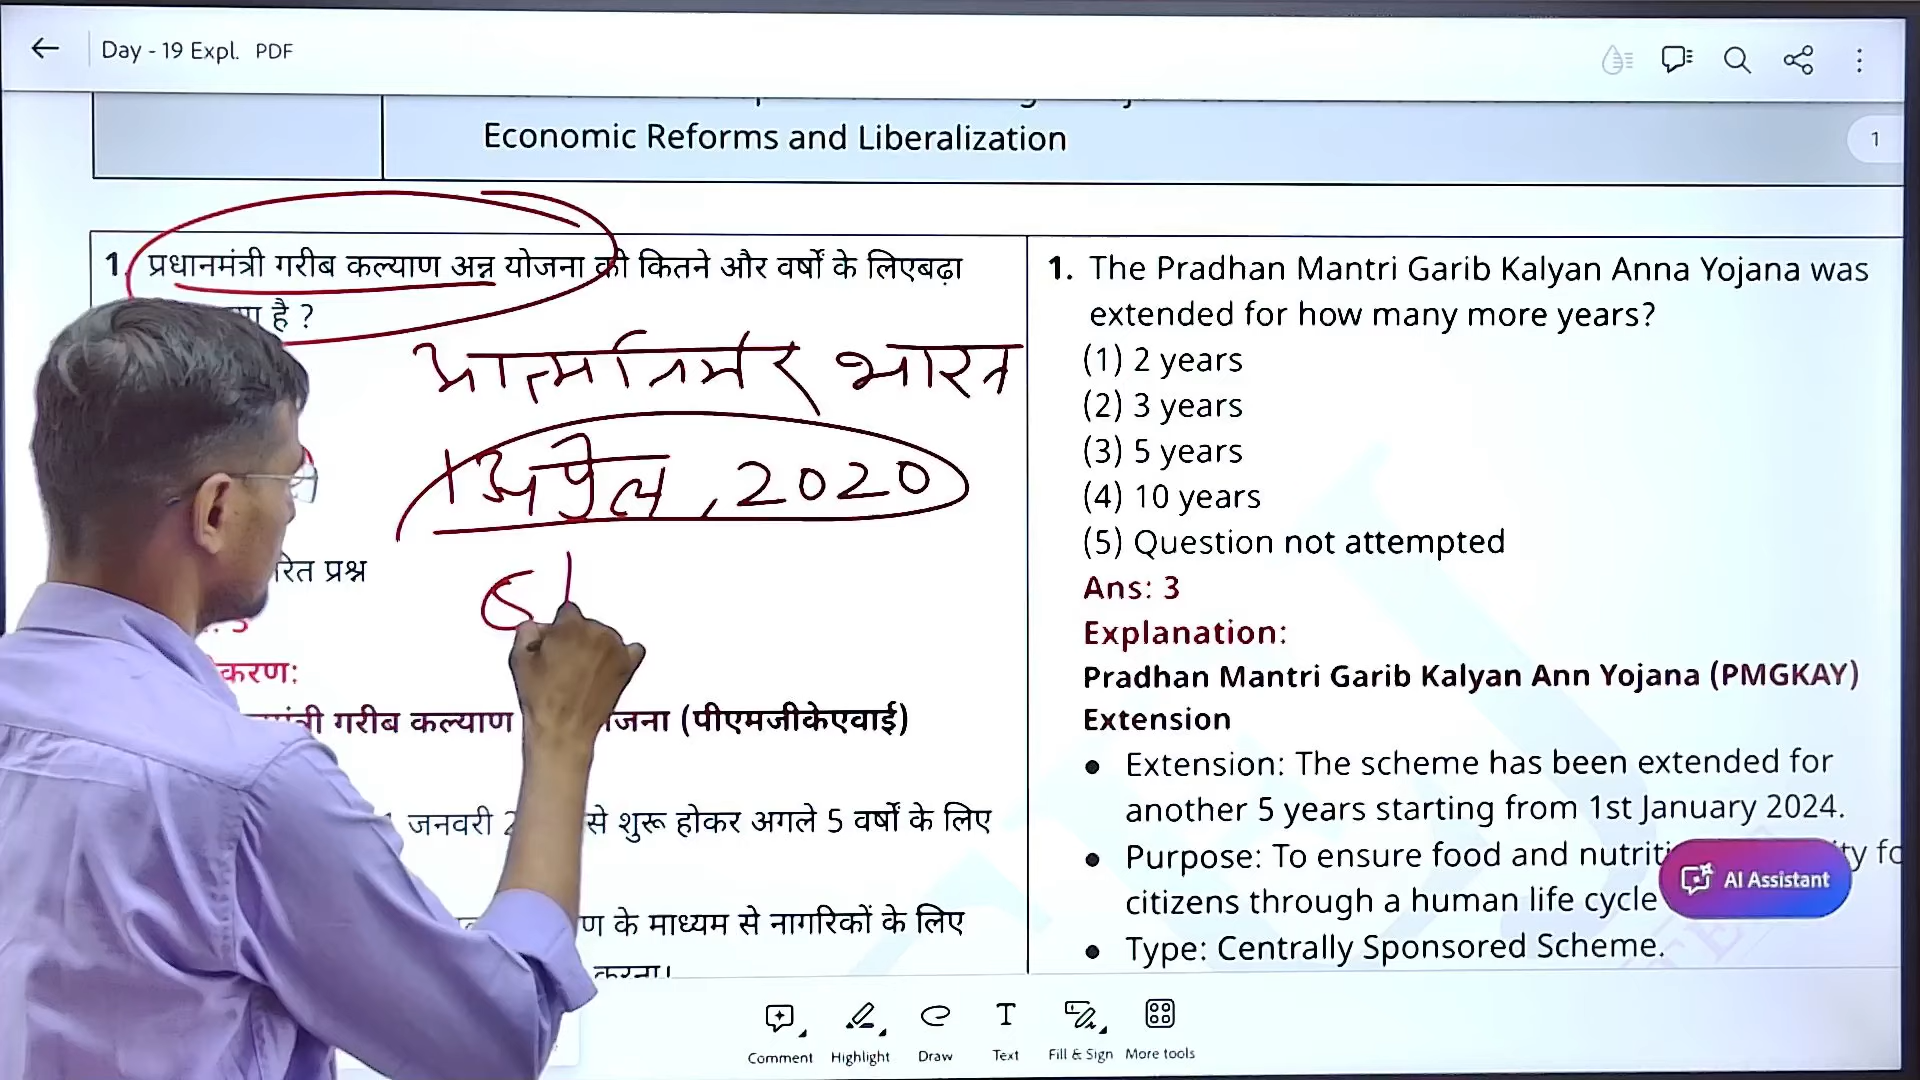 Day - 19 Expl. PDF
Economic Reforms and Liberalization
1
1 प्रधानमंत्री गरीब कल्याण अन्न योजना की कितने और वर्षों के लिएबढ़ा
है ?
आत्मनिर्भर भारत
1 अप्रैल, 2020
प्रश्न
गरीब कल्याण (पीएमजीकेएवाई)
जनवरी से शुरू होकर अगले 5 वर्षों के लिए
के माध्यम से नागरिकों के लिए
करना।
1. The Pradhan Mantri Garib Kalyan Anna Yojana was
extended for how many more years?
(1) 2 years
(2) 3 years
(3) 5 years
(4) 10 years
(5) Question not attempted
Ans: 3
Explanation:
Pradhan Mantri Garib Kalyan Ann Yojana (PMGKAY)
Extension
● Extension: The scheme has been extended for
another 5 years starting from 1st January 2024.
● Purpose: To ensure food and
citizens through a human life cycle
● Type: Centrally Sponsored Scheme.
AI Assistant
Comment Highlight Draw Text Fill & Sign More tools